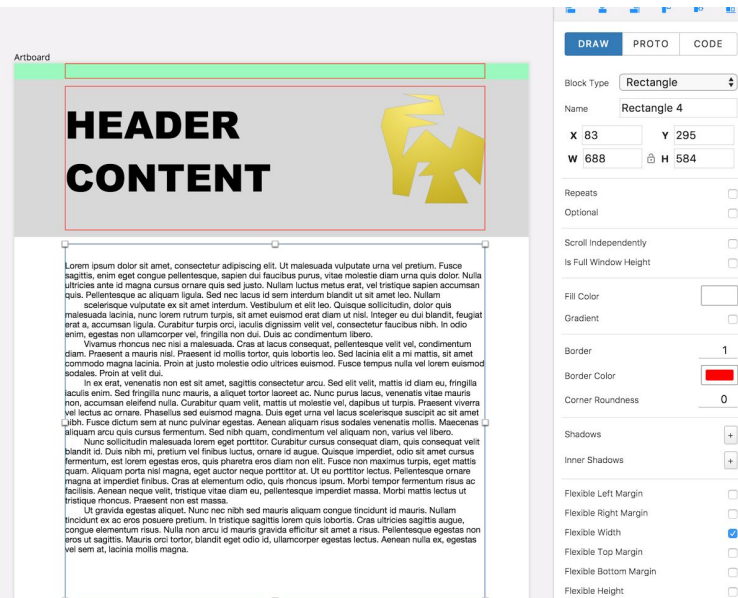 DRAW PROTO CODE
Artboard
Block Type Rectangle
Name Rectangle 4
X 83 Y 295
W 688 H 584
Repeats
Optional
Scroll Independently
Is Full Window Height
Fill Color
Gradient
Border 1
Border Color
Corner Roundness 0
Shadows +
Inner Shadows +
Flexible Left Margin
Flexible Right Margin
Flexible Width
Flexible Top Margin
Flexible Bottom Margin
Flexible Height
HEADER
CONTENT
Lorem ipsum dolor sit amet, consectetur adipiscing elit. Ut malesuada vulputate urna vel pretium. Fusce
sagittis, enim eget congue pellentesque, sapien dui faucibus purus, vitae molestie diam urna quis dolor. Nulla
ultricies ante id magna cursus ornare quis sed justo. Nullam luctus metus erat, vel tristique sapien accumsan
quis. Pellentesque ac aliquam ligula. Sed nec lacus id sem interdum blandit ut sit amet leo. Nullam
scelerisque vulputate ex sit amet interdum. Vestibulum et elit leo. Quisque sollicitudin, dolor quis
malesuada lacinia, nunc lorem rutrum turpis, sit amet euismod erat diam ut nisl. Integer eu dui blandit, feugiat
erat a, accumsan ligula. Curabitur turpis orci, iaculis dignissim velit vel, consectetur faucibus nibh. In odio
enim, egestas non ullamcorper vel, fringilla non dui. Duis ac condimentum libero.
Vivamus rhoncus nec nisi a malesuada. Cras at lacus consequat, pellentesque velit vel, condimentum
diam. Praesent a mauris nisl. Praesent id mollis tortor, quis lobortis leo. Sed lacinia elit a mi mattis, sit amet
commodo magna lacinia. Proin at justo molestie odio ultrices euismod. Fusce tempus nulla vel lorem euismod
sodales. Proin at velit dui.
In ex erat, venenatis non est sit amet, sagittis consectetur arcu. Sed elit velit, mattis id diam eu, fringilla
iaculis enim. Sed fringilla nunc mauris, a aliquet tortor laoreet ac. Nunc purus lacus, venenatis vitae mauris
non, accumsan eleifend nulla. Curabitur quam velit, mattis ut molestie vel, dapibus ut turpis. Praesent viverra
vel lectus ac ornare. Phasellus sed euismod magna. Duis eget urna vel lacus scelerisque suscipit ac sit amet
nibh. Fusce dictum sem at nunc pulvinar egestas. Aenean aliquam risus sodales venenatis mollis. Maecenas
aliquam arcu quis cursus fermentum. Sed nibh quam, condimentum vel aliquam non, varius vel libero.
Nunc sollicitudin malesuada lorem eget porttitor. Curabitur cursus consequat diam, quis consequat velit
blandit id. Duis nibh mi, pretium vel finibus luctus, ornare id augue. Quisque imperdiet, odio sit amet cursus
fermentum, est lorem egestas eros, quis pharetra eros diam non elit. Fusce non maximus turpis, eget mattis
quam. Aliquam porta nisl magna, eget auctor neque porttitor at. Ut eu porttitor lectus. Pellentesque ornare
magna at imperdiet finibus. Cras at elementum odio, quis rhoncus ipsum. Morbi tempor fermentum risus ac
facilisis. Aenean neque velit, tristique vitae diam eu, pellentesque imperdiet massa. Morbi mattis lectus ut
tristique rhoncus. Praesent non est massa.
Ut gravida egestas aliquet. Nunc nec nibh sed mauris aliquam congue tincidunt id mauris. Nullam
tincidunt ex ac eros posuere pretium. In tristique sagittis lorem quis lobortis. Cras ultricies sagittis augue,
congue elementum risus. Nulla non arcu id mauris gravida efficitur sit amet a risus. Pellentesque egestas non
eros ut sagittis. Mauris orci tortor, blandit eget odio id, ullamcorper egestas lectus. Aenean nulla ex, egestas
vel sem at, lacinia mollis magna.